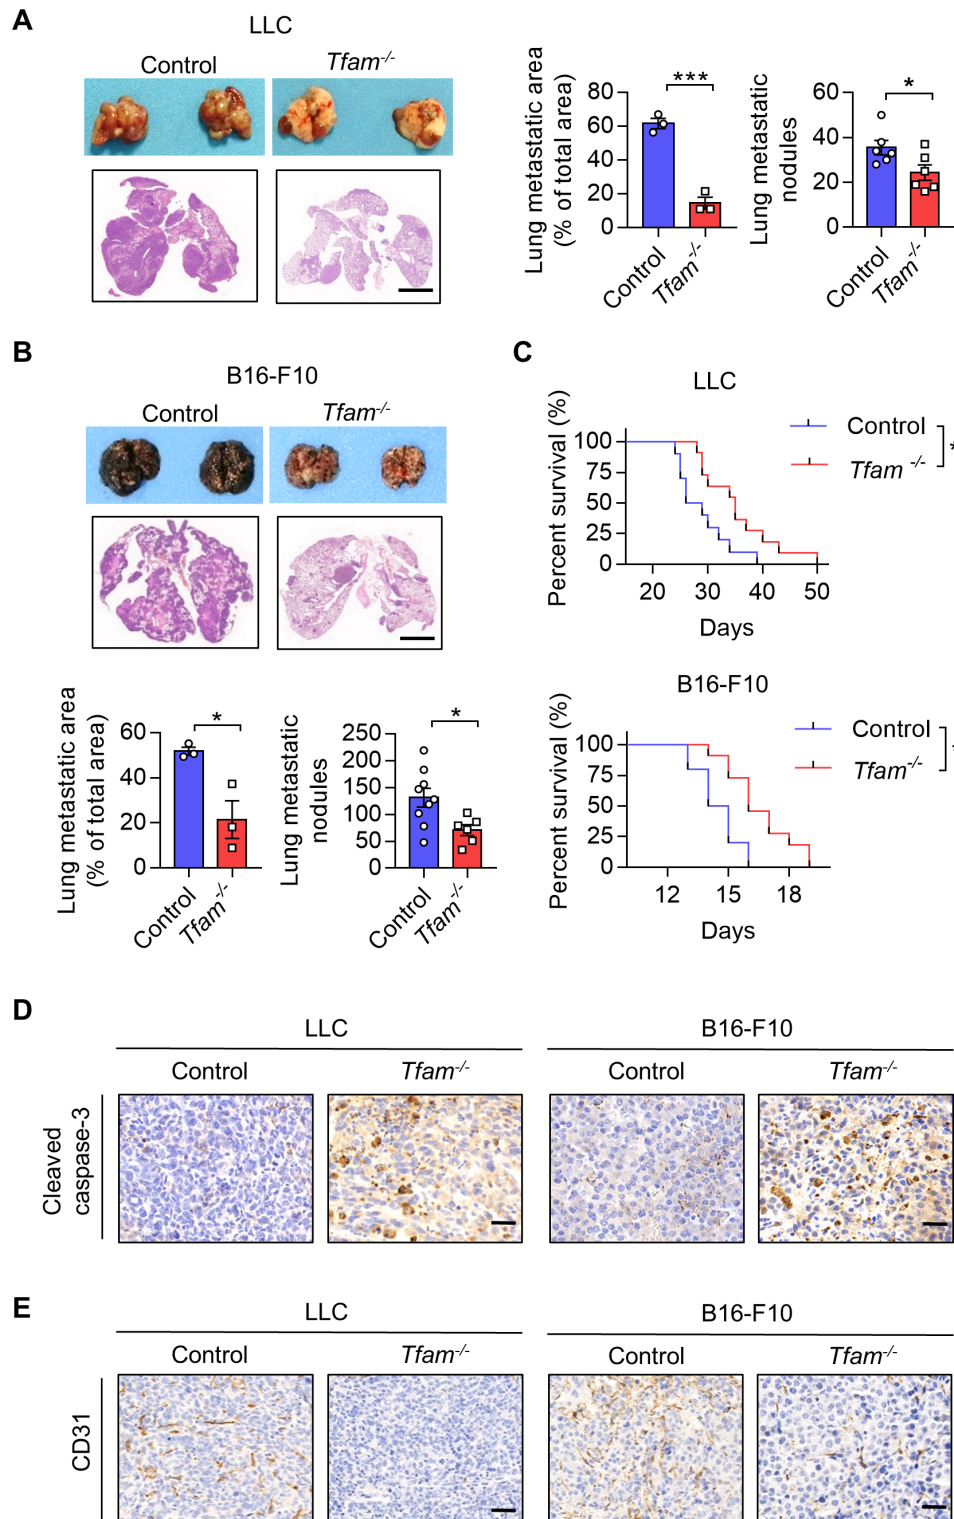 A
LLC
Control
Tfam-/-
Lung metastatic area
(% of total area)
80
60
40
20
0
***
Control
Tfam-/-
Lung metastatic
nodules
60
40
20
0
*
Control
Tfam-/-
B
B16-F10
Control
Tfam-/-
Lung metastatic area
(% of total area)
60
40
20
0
*
Control
Tfam-/-
Lung metastatic
nodules
250
200
150
100
50
0
*
Control
Tfam-/-
C
LLC
Percent survival (%)
100
75
50
25
0
20 30 40 50
Days
Control
Tfam -/-
B16-F10
Percent survival (%)
100
75
50
25
0
12 15 18
Days
Control
Tfam-/-
D
LLC
B16-F10
Control
Tfam-/-
Control
Tfam-/-
Cleaved
caspase-3
E
LLC
B16-F10
Control
Tfam-/-
Control
Tfam-/-
CD31